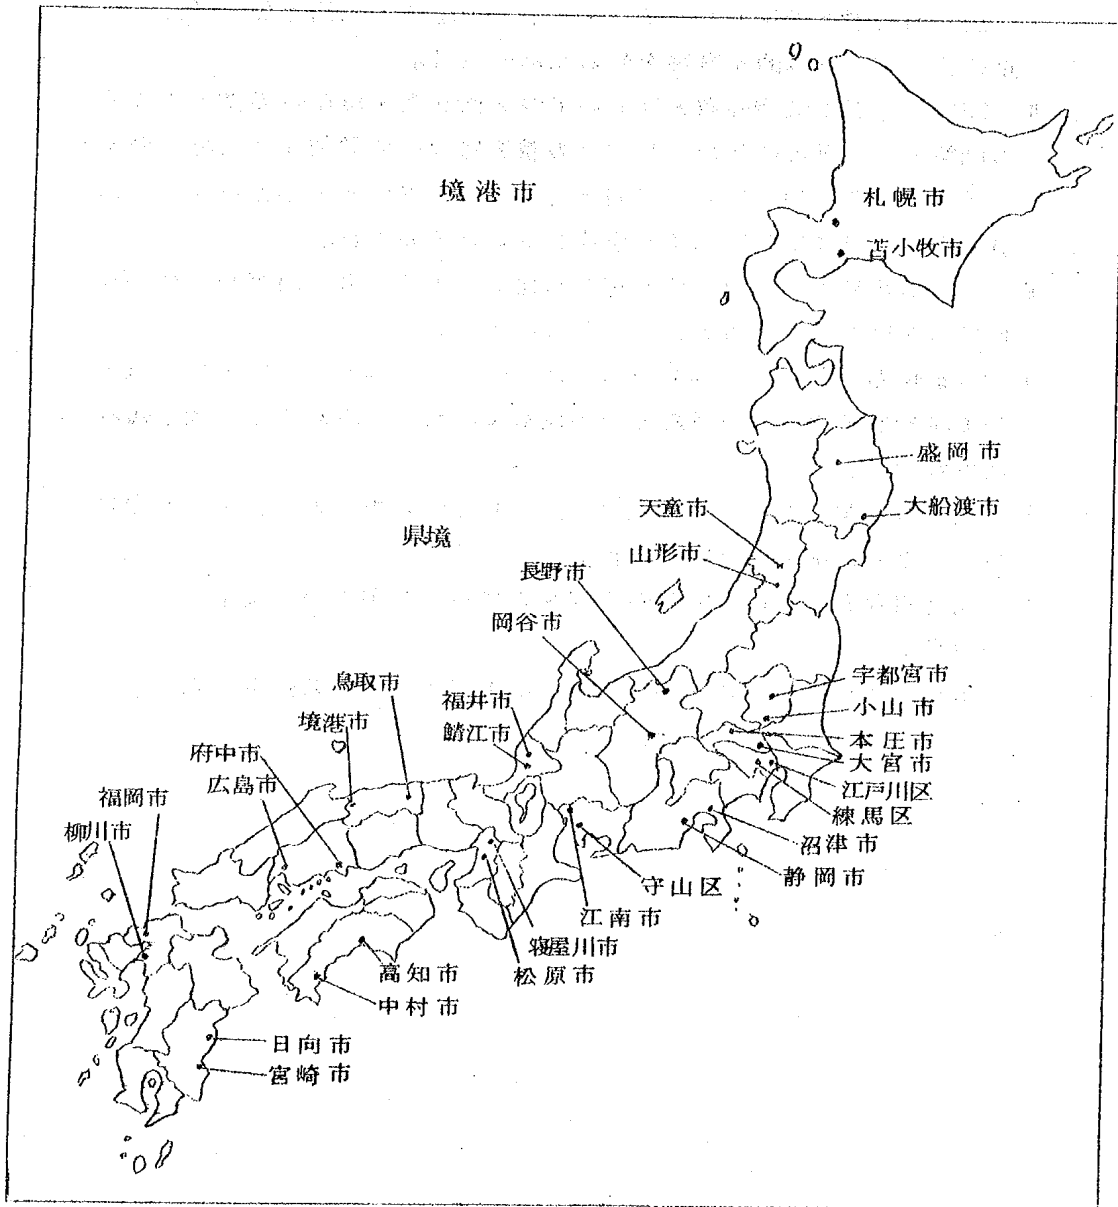 境港市
札幌市
苫小牧市
盛岡市
天童市
大船渡市
県境
山形市
長野市
岡谷市
宇都宮市
鳥取市
福井市
小山市
境港市
鯖江市
本庄市
府中市
大宮市
広島市
江戸川区
福岡市
練馬区
柳川市
沼津市
静岡市
守山区
江南市
寝屋川市
高知市
松原市
中村市
日向市
宮崎市